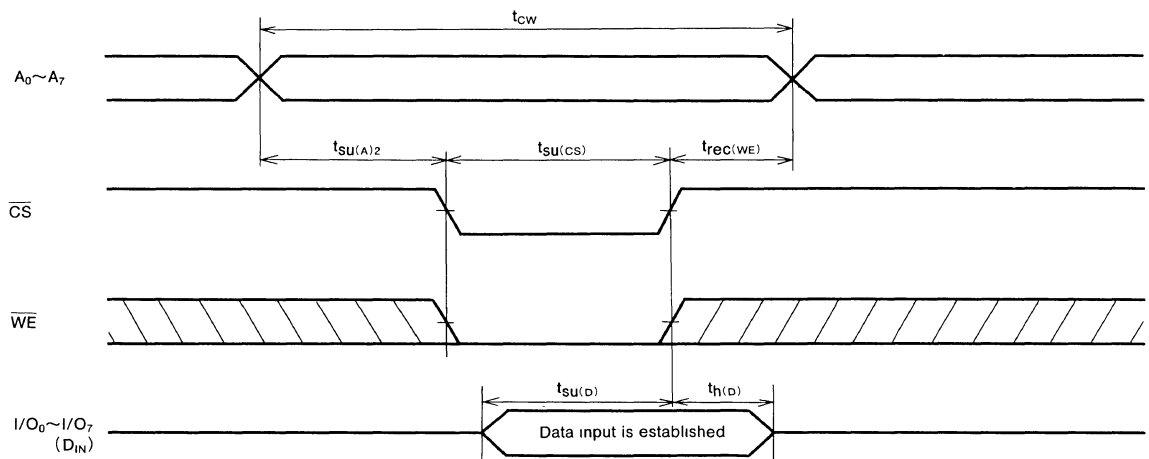 tCW
A0～A7
tsu(A)2 tsu(CS) trec(WE)
CS
WE
tsu(D) th(D)
I/O0～I/O7
(DIN)
Data input is established